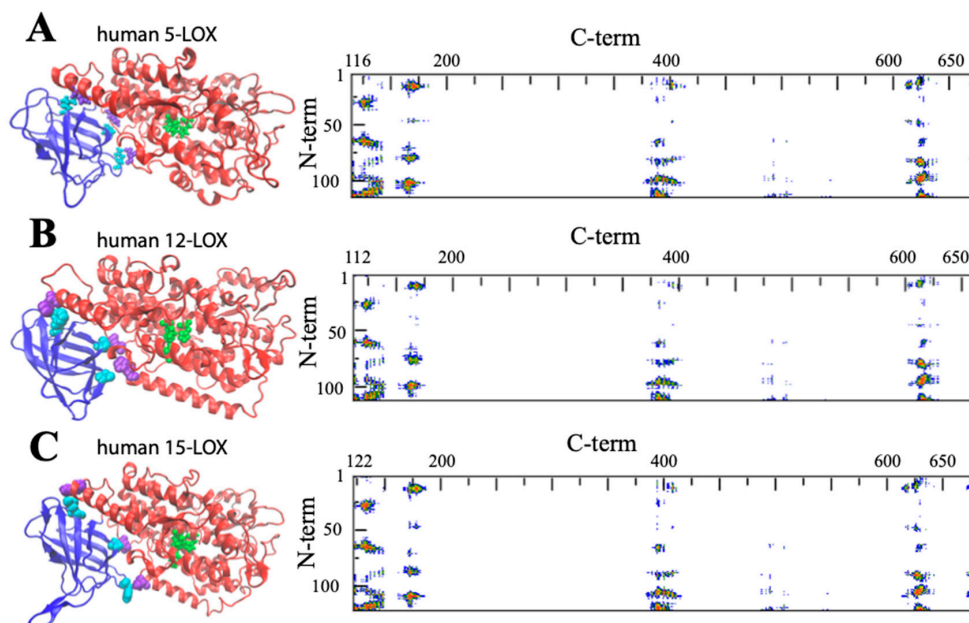 A
human 5-LOX
C-term
116 200 400 600 650
N-term
1
50
100
B
human 12-LOX
C-term
112 200 400 600 650
N-term
1
50
100
C
human 15-LOX
C-term
122 200 400 600 650
N-term
1
50
100